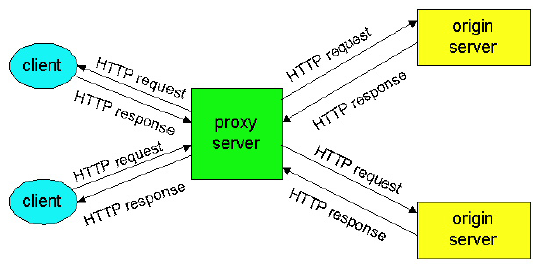 origin
server
client
HTTP request
HTTP response
HTTP request
HTTP response
proxy
server
HTTP request
HTTP response
HTTP request
HTTP response
client
origin
server